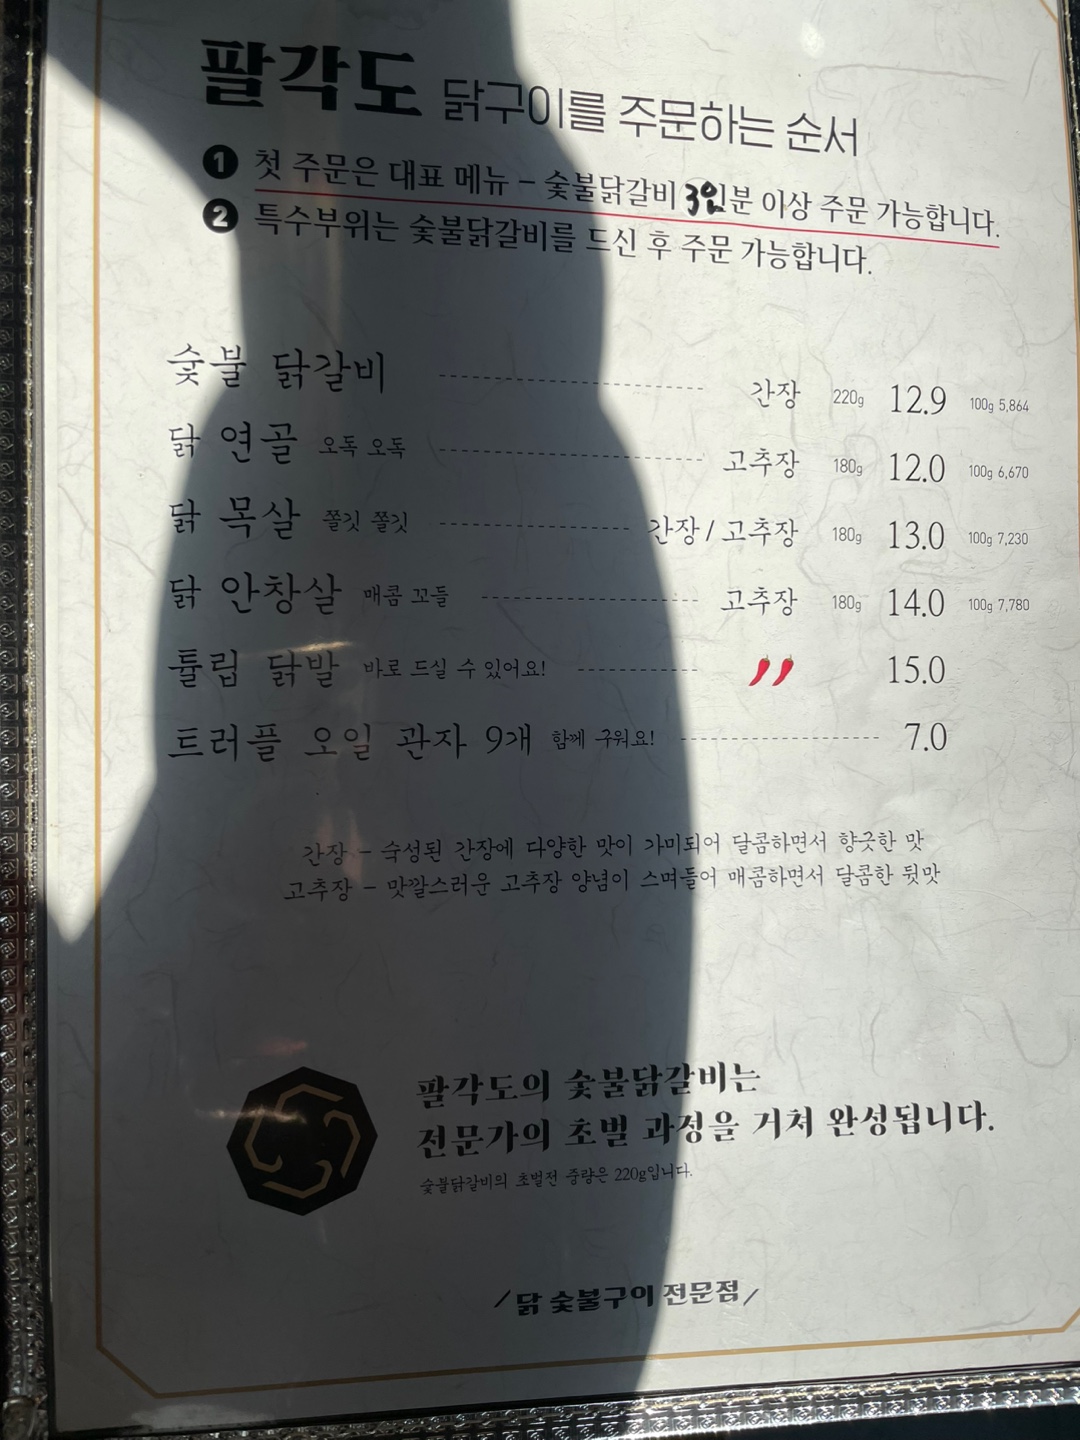 팔각도 닭구이를 주문하는 순서
1 첫 주문은 대표 메뉴 - 숯불닭갈비 3인분 이상 주문 가능합니다.
2 특수부위는 숯불닭갈비를 드신 후 주문 가능합니다.
숯불 닭갈비 간장 220g 12.9 100g 5,864
닭 연골 오독 오독 고추장 180g 12.0 100g 6,670
닭 목살 쫄깃 쫄깃 간장 / 고추장 180g 13.0 100g 7,230
닭 안창살 매콤 꼬들 고추장 180g 14.0 100g 7,780
튤립 닭발 바로 드실 수 있어요! 15.0
트러플 오일 관자 9개 함께 구워요! 7.0
간장 - 숙성된 간장에 다양한 맛이 가미되어 달콤하면서 향긋한 맛
고추장 - 맛깔스러운 고추장 양념이 스며들어 매콤하면서 달콤한 뒷맛
팔각도의 숯불닭갈비는
전문가의 초벌 과정을 거쳐 완성됩니다.
숯불닭갈비의 초벌전 중량은 220g입니다.
/ 닭 숯불구이 전문점 /